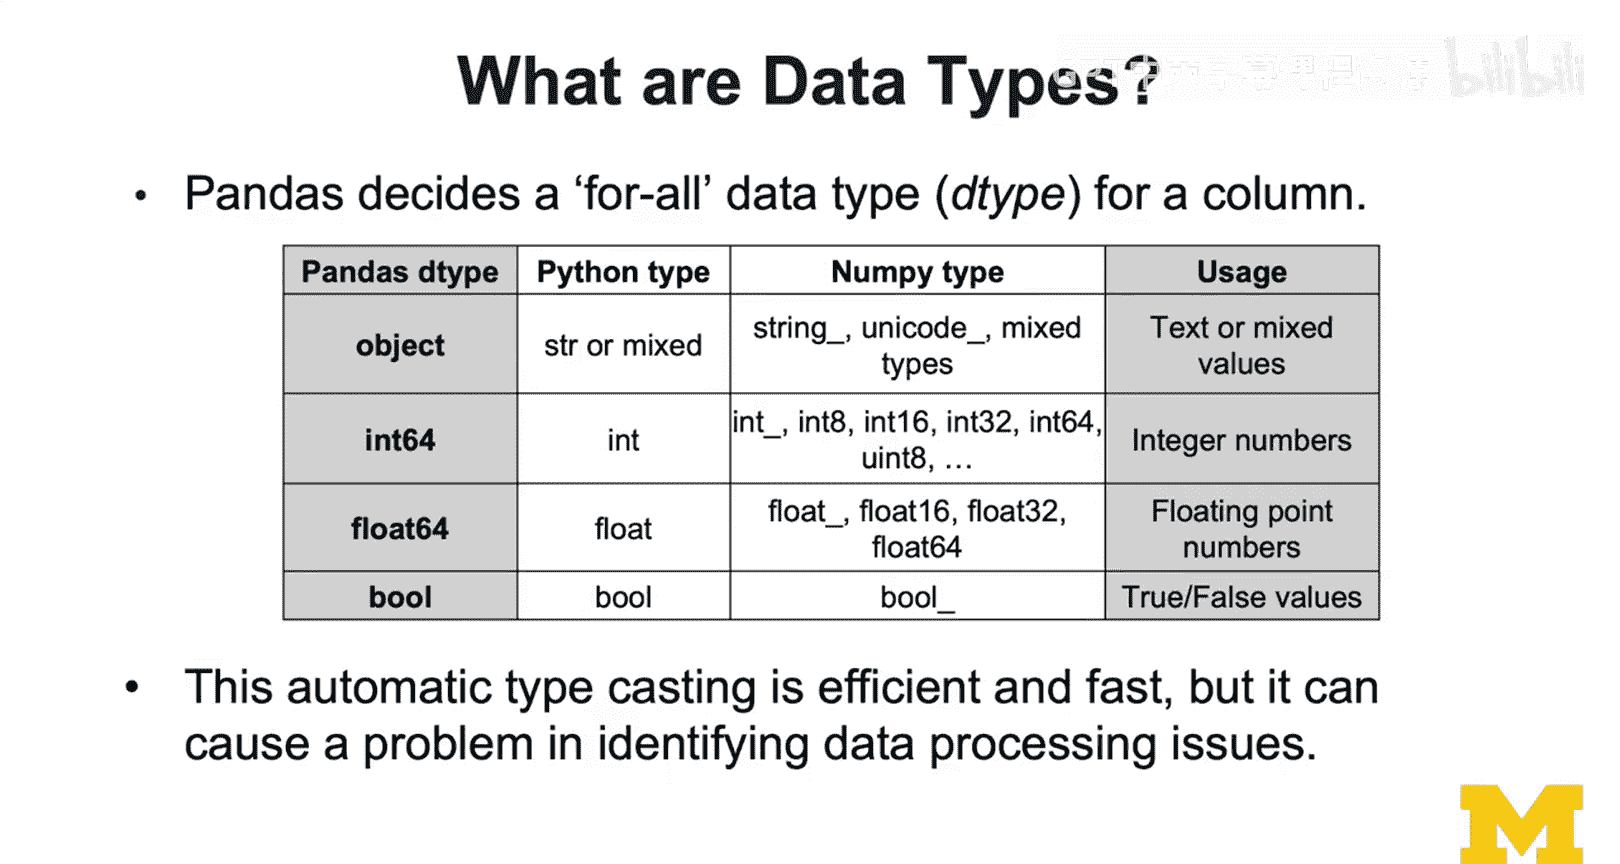 What are Data Types?
bilibili
• Pandas decides a ‘for-all’ data type (dtype) for a column.
Pandas dtype Python type Numpy type Usage
object str or mixed string_, unicode_, mixed types Text or mixed values
int64 int int_, int8, int16, int32, int64, uint8, … Integer numbers
float64 float float_, float16, float32, float64 Floating point numbers
bool bool bool_ True/False values
• This automatic type casting is efficient and fast, but it can
cause a problem in identifying data processing issues.
M